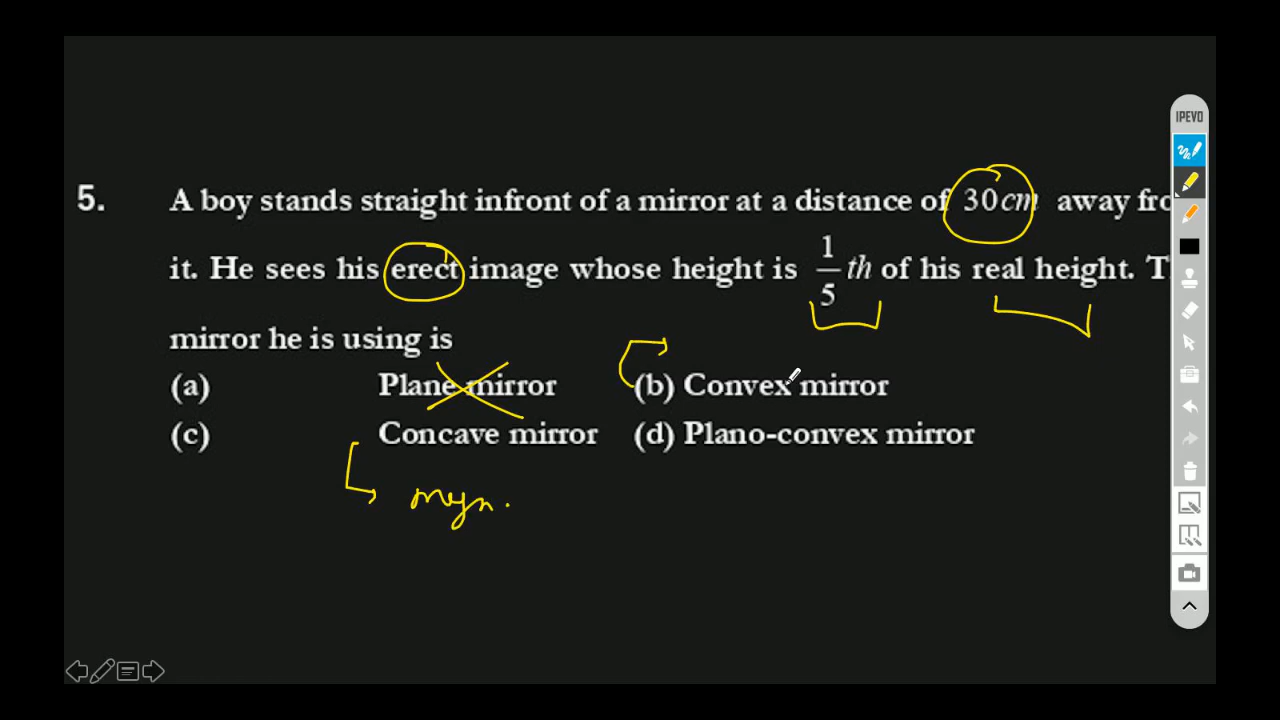 IPEVO
5. A boy stands straight infront of a mirror at a distance of 30cm away fro
it. He sees his erect image whose height is 1/5 th of his real height. T
mirror he is using is
(a) Plane mirror (b) Convex mirror
(c) Concave mirror (d) Plano-convex mirror